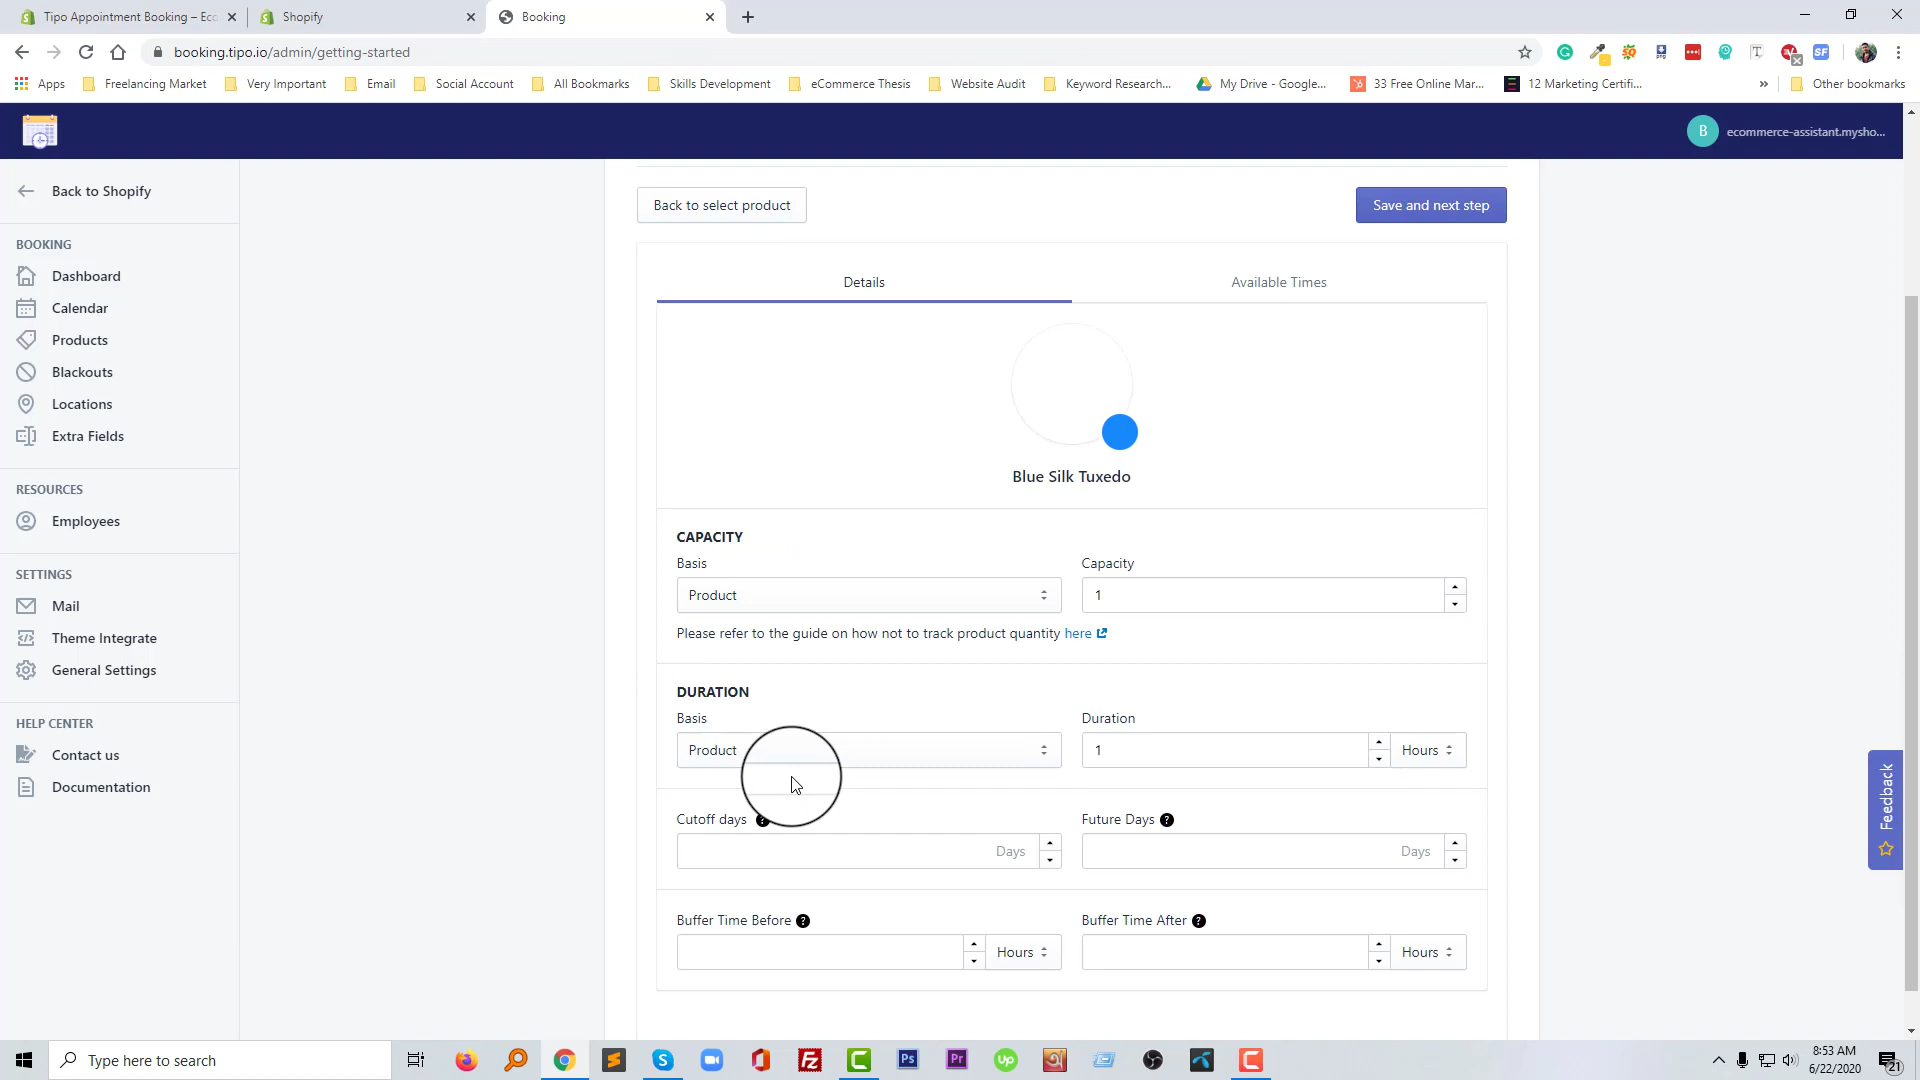 Tipo Appointment Booking – Eco
Shopify
Booking
booking.tipo.io/admin/getting-started
Apps
Freelancing Market
Very Important
Email
Social Account
All Bookmarks
Skills Development
eCommerce Thesis
Website Audit
Keyword Research...
My Drive - Google...
33 Free Online Mar...
12 Marketing Certifi...
»
Other bookmarks
B
ecommerce-assistant.mysho...
Back to Shopify
BOOKING
Dashboard
Calendar
Products
Blackouts
Locations
Extra Fields
RESOURCES
Employees
SETTINGS
Mail
Theme Integrate
General Settings
HELP CENTER
Contact us
Documentation
Back to select product
Save and next step
Details
Available Times
Blue Silk Tuxedo
CAPACITY
Basis
Capacity
Product
1
Please refer to the guide on how not to track product quantity here
DURATION
Basis
Duration
Product
1
Hours
Cutoff days ?
Future Days ?
Days
Days
Buffer Time Before ?
Buffer Time After ?
Hours
Hours
Feedback
Type here to search
8:53 AM
6/22/2020
21